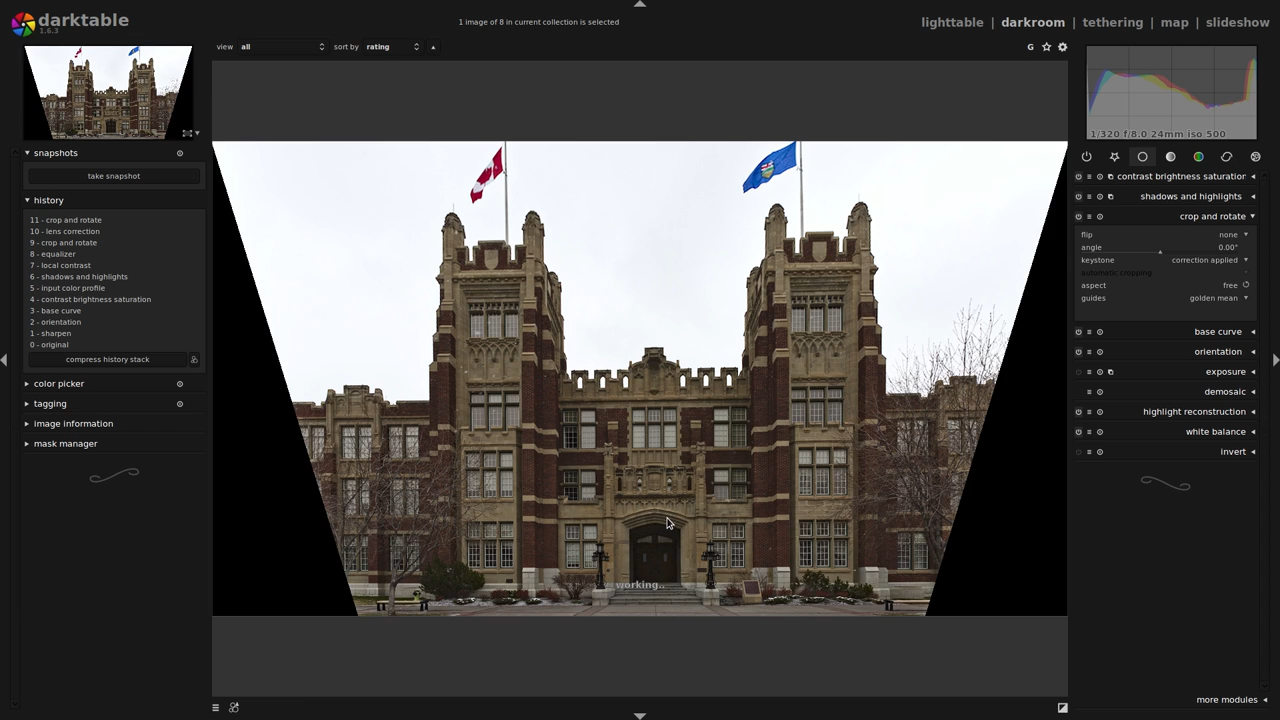 darktable
1.6.3
1 image of 8 in current collection is selected
lighttable | darkroom | tethering | map | slideshow
view all sort by rating
G
1/320 f/8.0 24mm iso 500
snapshots
take snapshot
history
11 - crop and rotate
10 - lens correction
9 - crop and rotate
8 - equalizer
7 - local contrast
6 - shadows and highlights
5 - input color profile
4 - contrast brightness saturation
3 - base curve
2 - orientation
1 - sharpen
0 - original
compress history stack
color picker
tagging
image information
mask manager
working..
contrast brightness saturation
shadows and highlights
crop and rotate
flip none
angle 0.00°
keystone correction applied
automatic cropping
aspect free
guides golden mean
base curve
orientation
exposure
demosaic
highlight reconstruction
white balance
invert
more modules